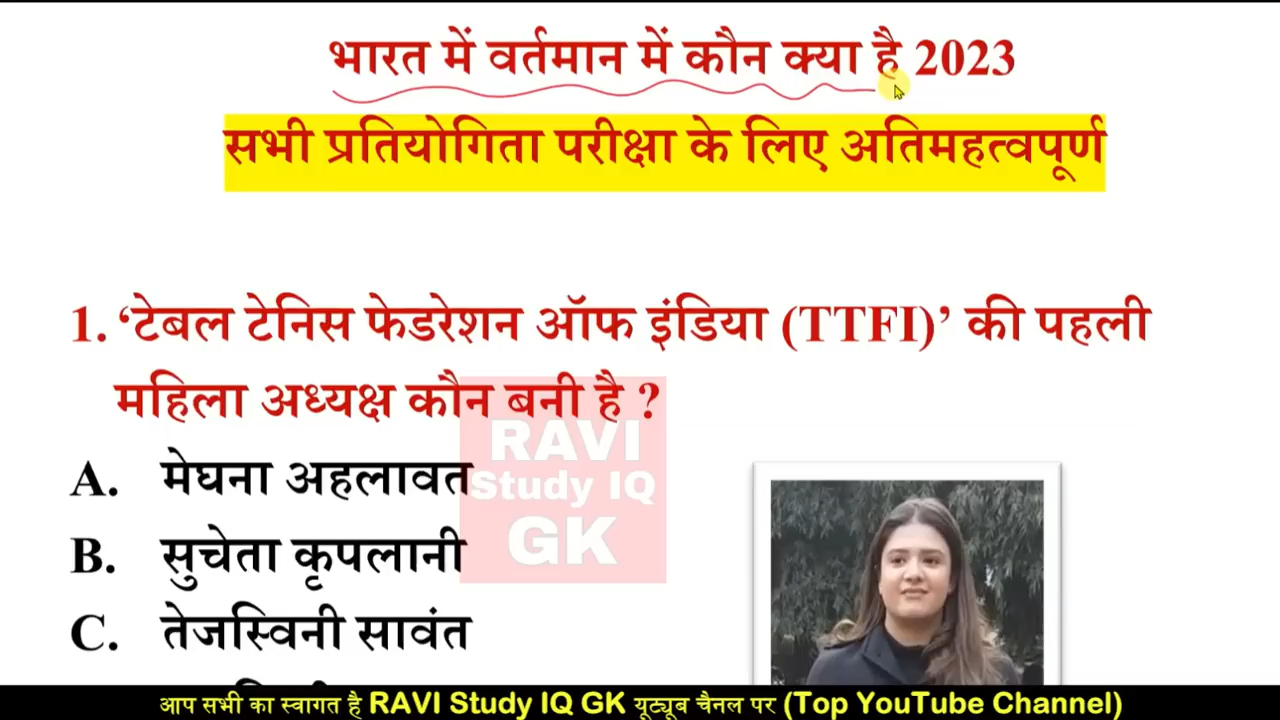 भारत में वर्तमान में कौन क्या है 2023
सभी प्रतियोगिता परीक्षा के लिए अतिमहत्वपूर्ण
1. ‘टेबल टेनिस फेडरेशन ऑफ इंडिया (TTFI)’ की पहली
महिला अध्यक्ष कौन बनी है ?
RAVI
Study IQ
GK
A. मेघना अहलावत
B. सुचेता कृपलानी
C. तेजस्विनी सावंत
आप सभी का स्वागत है RAVI Study IQ GK यूट्यूब चैनल पर (Top YouTube Channel)